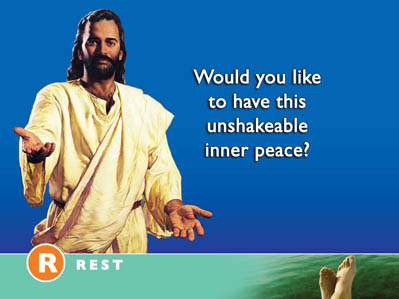 Would you like
to have this
unshakeable
inner peace?
R REST